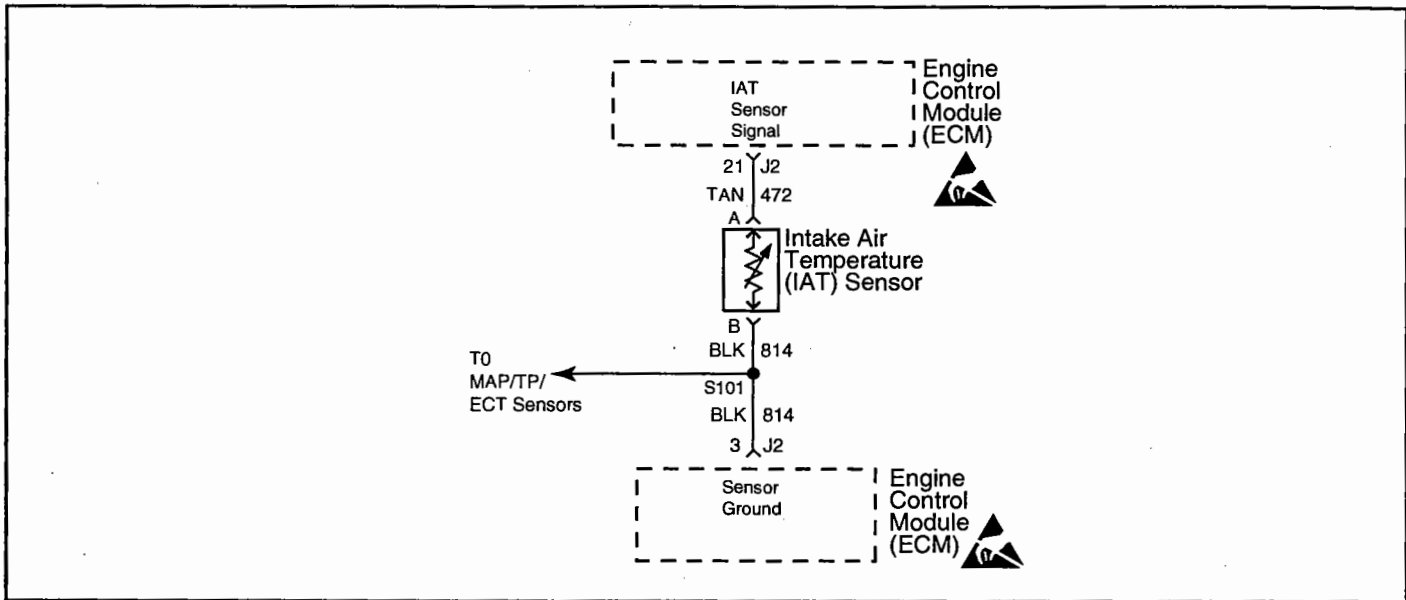 IAT
Sensor
Signal
Engine
Control
Module
(ECM)
21 J2
TAN 472
A
Intake Air
Temperature
(IAT) Sensor
B
BLK 814
T0
MAP/TP/
ECT Sensors
S101
BLK 814
3 J2
Sensor
Ground
Engine
Control
Module
(ECM)